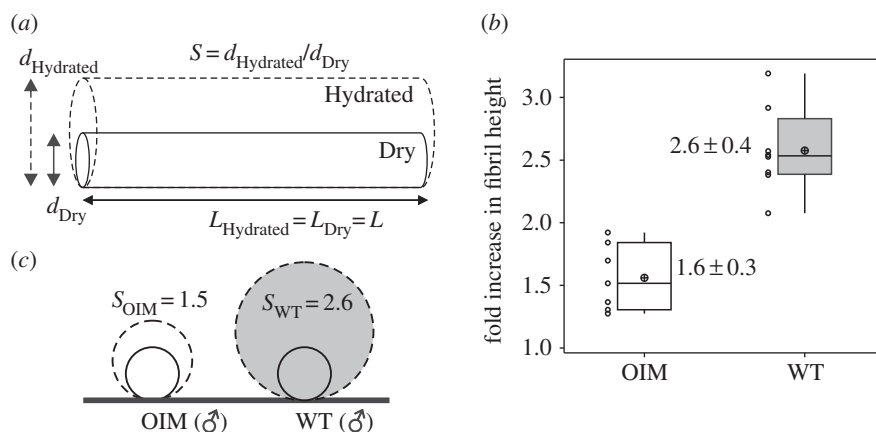 (a)
S = d_Hydrated/d_Dry
d_Hydrated
Hydrated
Dry
d_Dry
L_Hydrated = L_Dry = L
(c)
S_OIM = 1.5
S_WT = 2.6
OIM (♂)
WT (♂)
(b)
fold increase in fibril height
3.0
2.5
2.0
1.5
1.0
2.6 ± 0.4
1.6 ± 0.3
OIM
WT